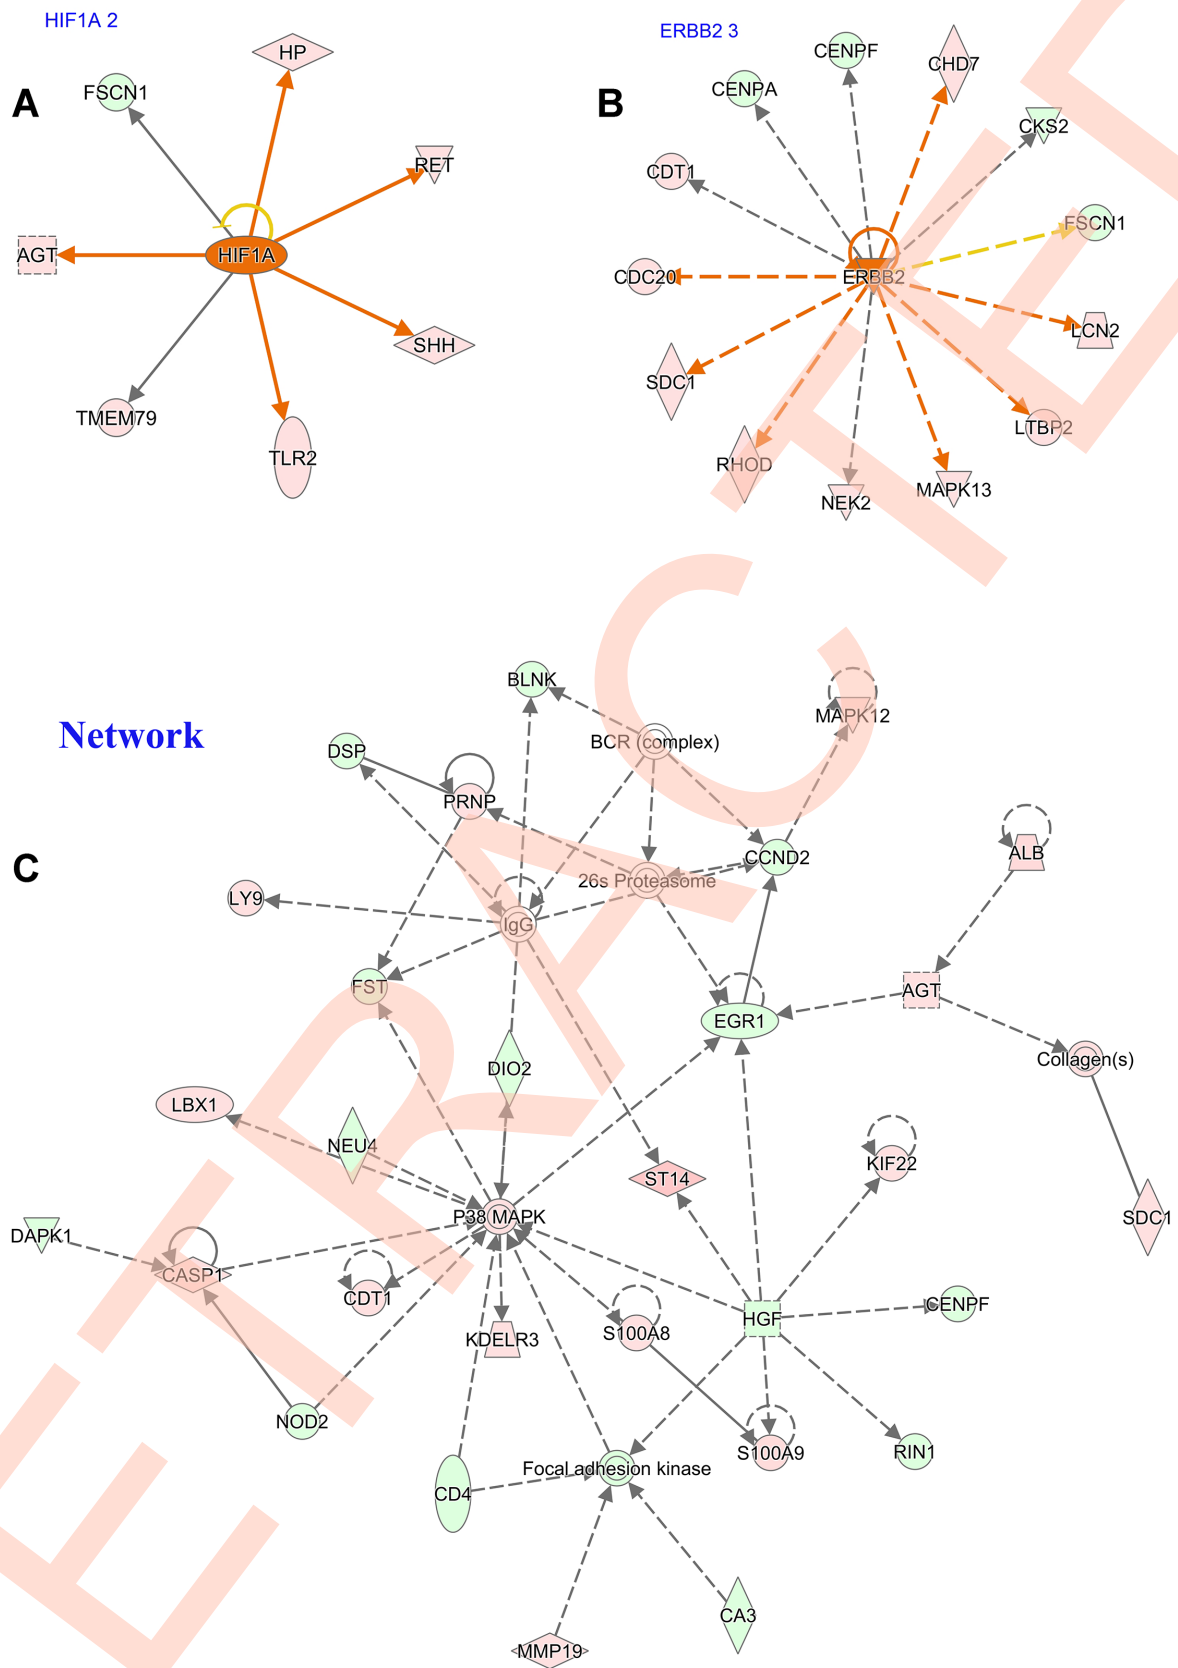 HIF1A 2
ERBB2 3
A
HP
FSCN1
RET
AGT
HIF1A
SHH
TMEM79
TLR2
B
CENPF
CHD7
CENPA
CKS2
CDT1
FSCN1
CDC20
ERBB2
LCN2
SDC1
LTBP2
RHOD
NEK2
MAPK13
Network
C
BLNK
MAPK12
BCR (complex)
DSP
PRNP
CCND2
ALB
26s Proteasome
LY9
IgG
FST
EGR1
AGT
DIO2
Collagen(s)
LBX1
NEU4
KIF22
ST14
P38 MAPK
SDC1
DAPK1
CASP1
CDT1
CENPF
HGF
KDELR3
S100A8
NOD2
S100A9
RIN1
Focal adhesion kinase
CD4
CA3
MMP19
RETRACTED